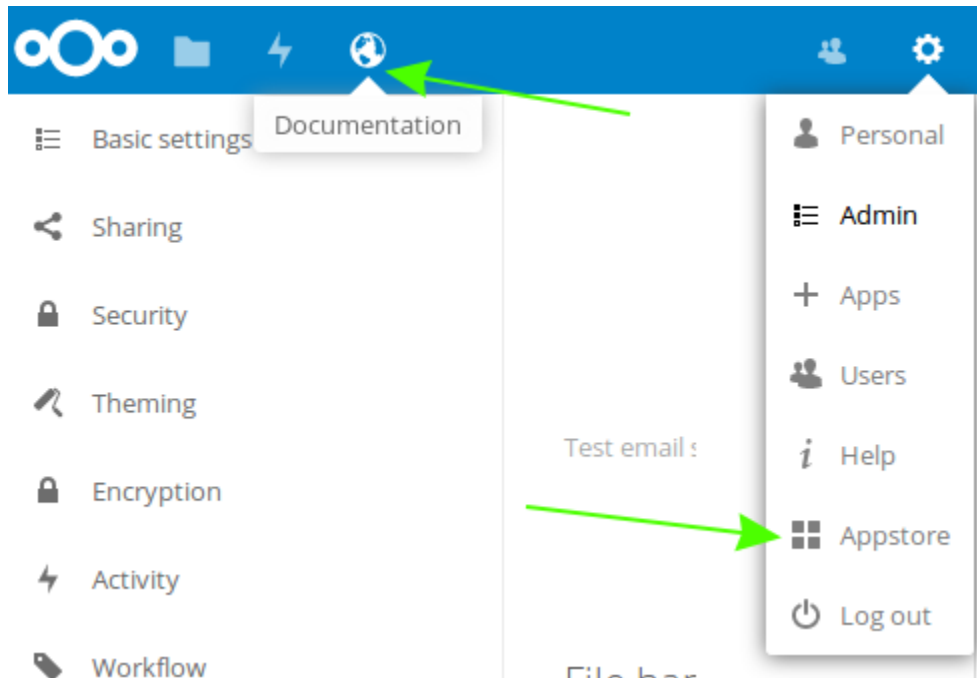 Documentation
Basic settings
Sharing
Security
Theming
Encryption
Activity
Workflow
Test email
File
Personal
Admin
Apps
Users
Help
Appstore
Log out